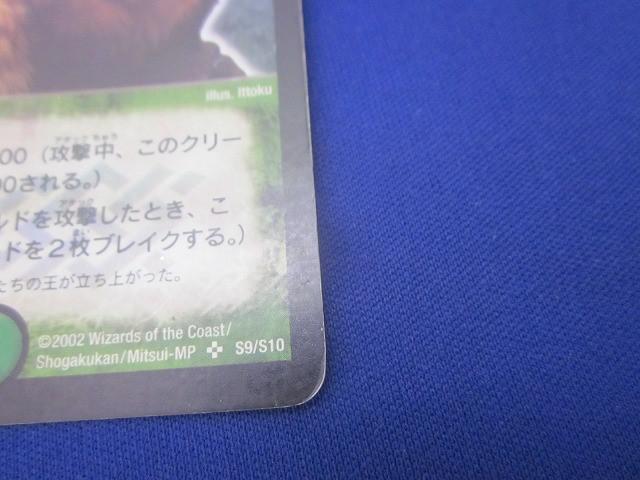 illus. Ittoku
00（攻撃中、このクリー
00される。）
ルドを攻撃したとき、こ
ードを2枚ブレイクする。）
たちの王が立ち上がった。
©2002 Wizards of the Coast/
Shogakukan/Mitsui-MP S9/S10